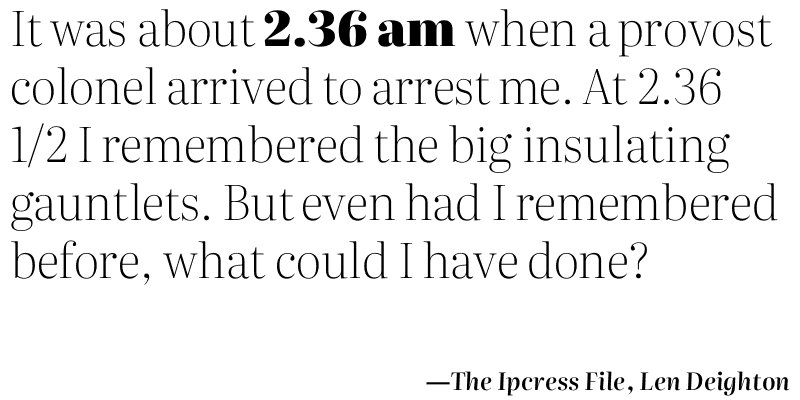 It was about 2.36 am when a provost
colonel arrived to arrest me. At 2.36
1/2 I remembered the big insulating
gauntlets. But even had I remembered
before, what could I have done?
—The Ipcress File, Len Deighton